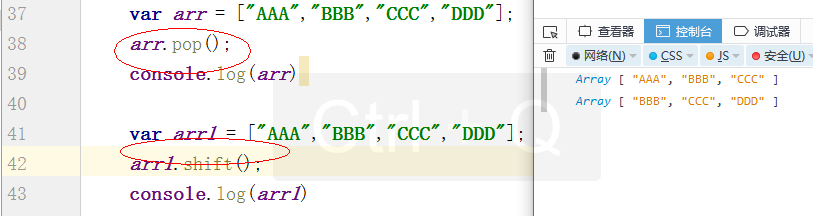 37 var arr = ["AAA","BBB","CCC","DDD"];
38 arr.pop();
39 console.log(arr)
40
41 var arr1 = ["AAA","BBB","CCC","DDD"];
42 arr1.shift();
43 console.log(arr1)
Ctrl + Q
查看器 控制台 调试器
网络(N) CSS JS 安全(U)
Array [ "AAA", "BBB", "CCC" ]
Array [ "BBB", "CCC", "DDD" ]